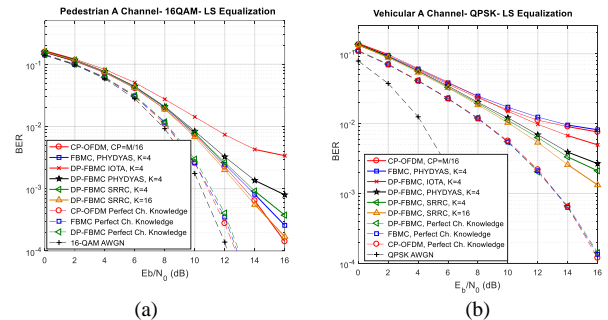 Pedestrian A Channel- 16QAM- LS Equalization
(a)
10^-1
10^-2
10^-3
10^-4
BER
CP-OFDM, CP=M/16
FBMC, PHYDYAS, K=4
DP-FBMC IOTA, K=4
DP-FBMC PHYDYAS, K=4
DP-FBMC SRRC, K=4
DP-FBMC SRRC, K=16
CP-OFDM Perfect Ch. Knowledge
FBMC Perfect Ch. Knowledge
DP-FBMC Perfect Ch. Knowledge
16-QAM AWGN
0 2 4 6 8 10 12 14 16
Eb/N0 (dB)
(a)
Vehicular A Channel- QPSK- LS Equalization
(b)
10^-1
10^-2
10^-3
10^-4
BER
CP-OFDM, CP=M/16
FBMC, PHYDYAS, K=4
DP-FBMC, IOTA, K=4
DP-FBMC, PHYDYAS, K=4
DP-FBMC, SRRC, K=4
DP-FBMC, SRRC, K=16
DP-FBMC, Perfect Ch. Knowledge
FBMC, Perfect Ch. Knowledge
CP-OFDM, Perfect Ch. Knowledge
QPSK AWGN
0 2 4 6 8 10 12 14 16
Eb/N0 (dB)
(b)